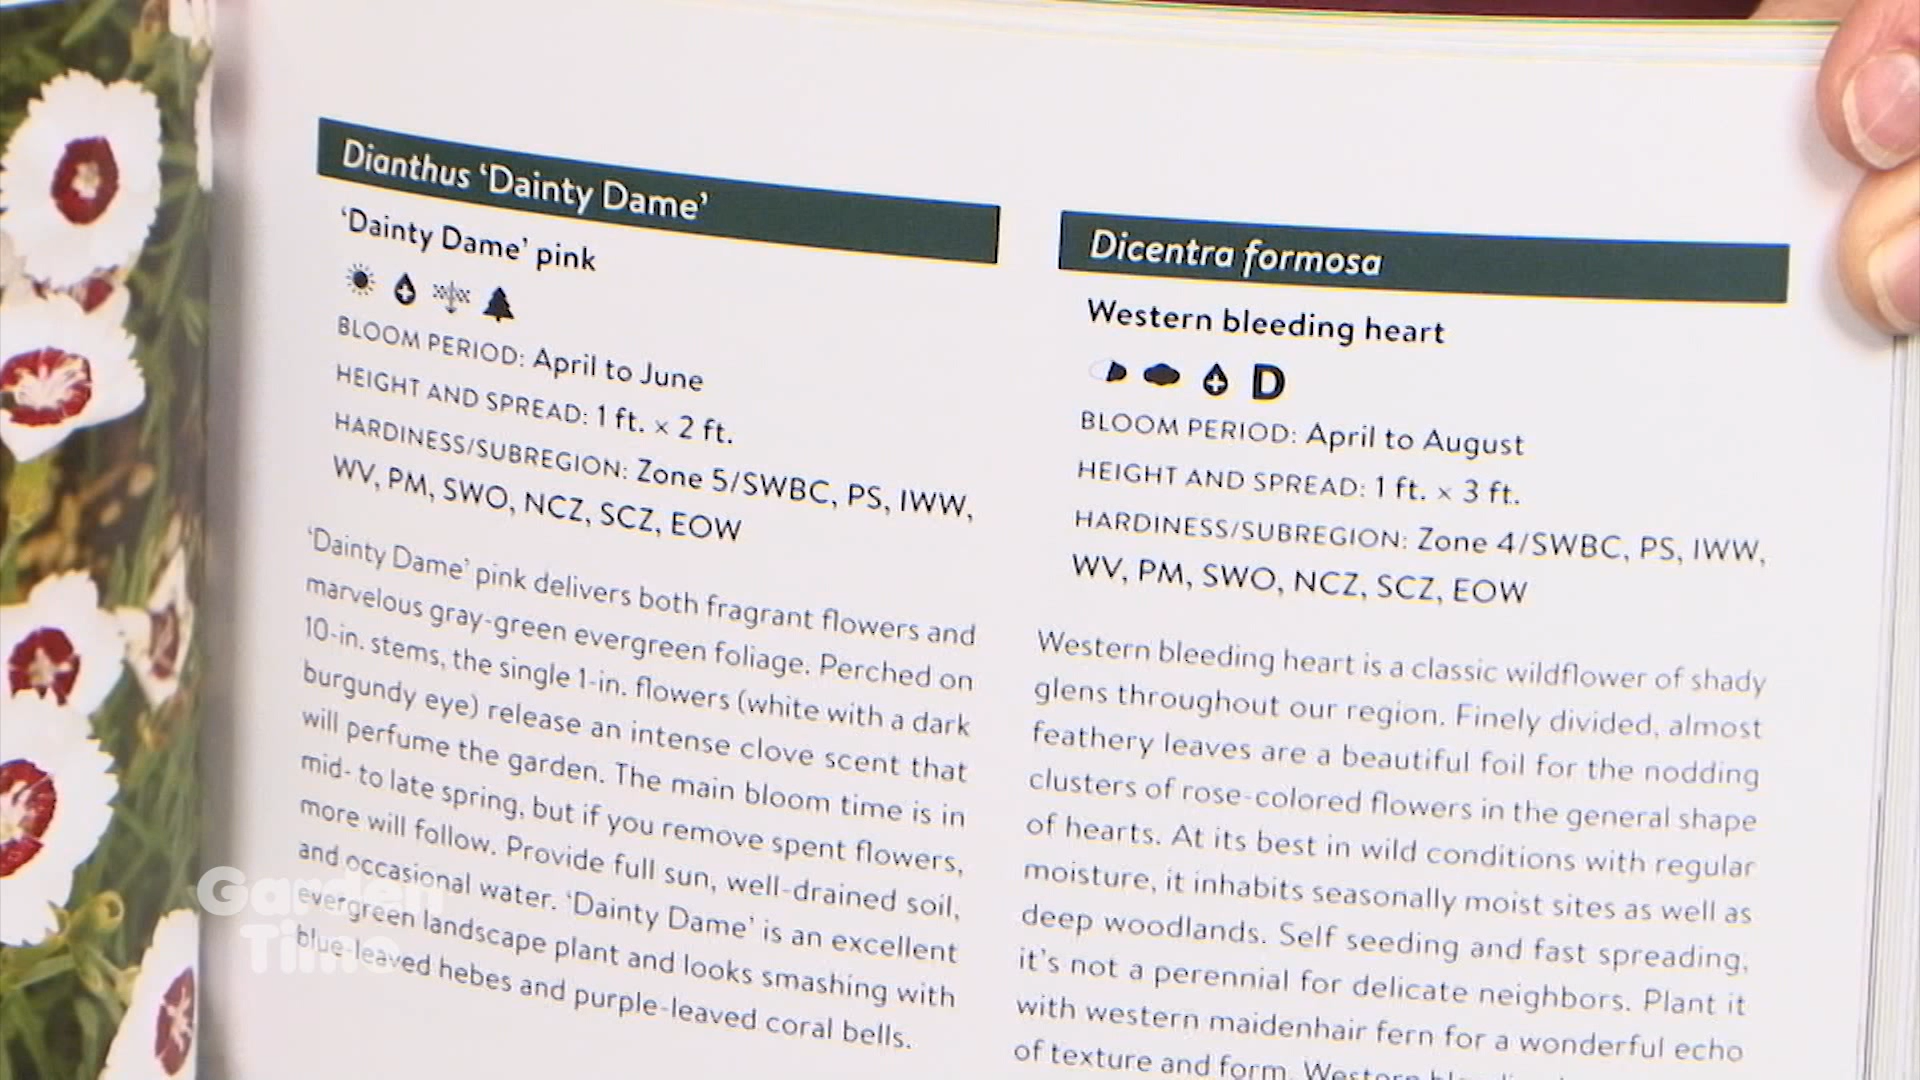 Dianthus ‘Dainty Dame’
‘Dainty Dame’ pink
BLOOM PERIOD: April to June
HEIGHT AND SPREAD: 1 ft. × 2 ft.
HARDINESS/SUBREGION: Zone 5/SWBC, PS, IWW,
WV, PM, SWO, NCZ, SCZ, EOW
‘Dainty Dame’ pink delivers both fragrant flowers and
marvelous gray-green evergreen foliage. Perched on
10-in. stems, the single 1-in. flowers (white with a dark
burgundy eye) release an intense clove scent that
will perfume the garden. The main bloom time is in
mid- to late spring, but if you remove spent flowers,
more will follow. Provide full sun, well-drained soil,
and occasional water. ‘Dainty Dame’ is an excellent
evergreen landscape plant and looks smashing with
blue-leaved hebes and purple-leaved coral bells.
Dicentra formosa
Western bleeding heart
D
BLOOM PERIOD: April to August
HEIGHT AND SPREAD: 1 ft. × 3 ft.
HARDINESS/SUBREGION: Zone 4/SWBC, PS, IWW,
WV, PM, SWO, NCZ, SCZ, EOW
Western bleeding heart is a classic wildflower of shady
glens throughout our region. Finely divided, almost
feathery leaves are a beautiful foil for the nodding
clusters of rose-colored flowers in the general shape
of hearts. At its best in wild conditions with regular
moisture, it inhabits seasonally moist sites as well as
deep woodlands. Self seeding and fast spreading,
it’s not a perennial for delicate neighbors. Plant it
with western maidenhair fern for a wonderful echo
of texture and form. Western
Garden
Time